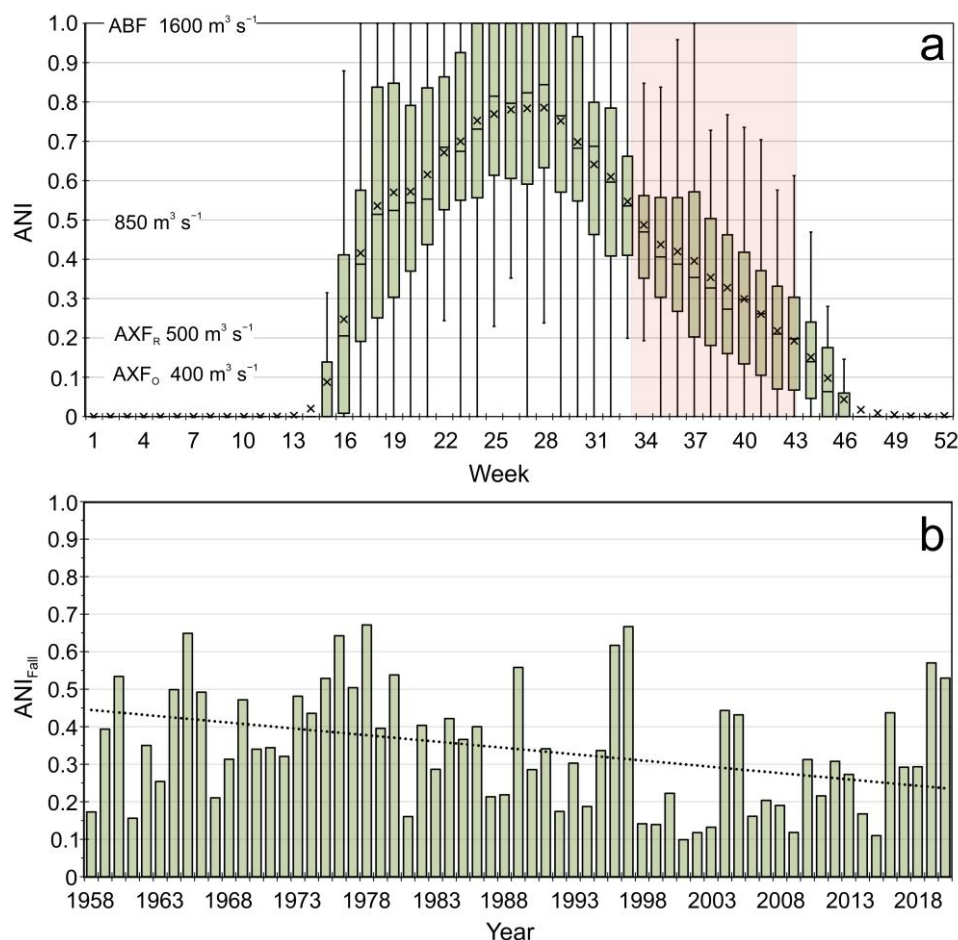 ABF 1600 m³ s⁻¹
a
1.0
0.9
0.8
0.7
0.6
0.5
850 m³ s⁻¹
0.4
0.3
0.2
AXF_R 500 m³ s⁻¹
0.1
AXF_O 400 m³ s⁻¹
0
ANI
1 4 7 10 13 16 19 22 25 28 31 34 37 40 43 46 49 52
Week
b
1.0
0.9
0.8
0.7
0.6
0.5
0.4
0.3
0.2
0.1
0
ANI_Fall
1958 1963 1968 1973 1978 1983 1988 1993 1998 2003 2008 2013 2018
Year